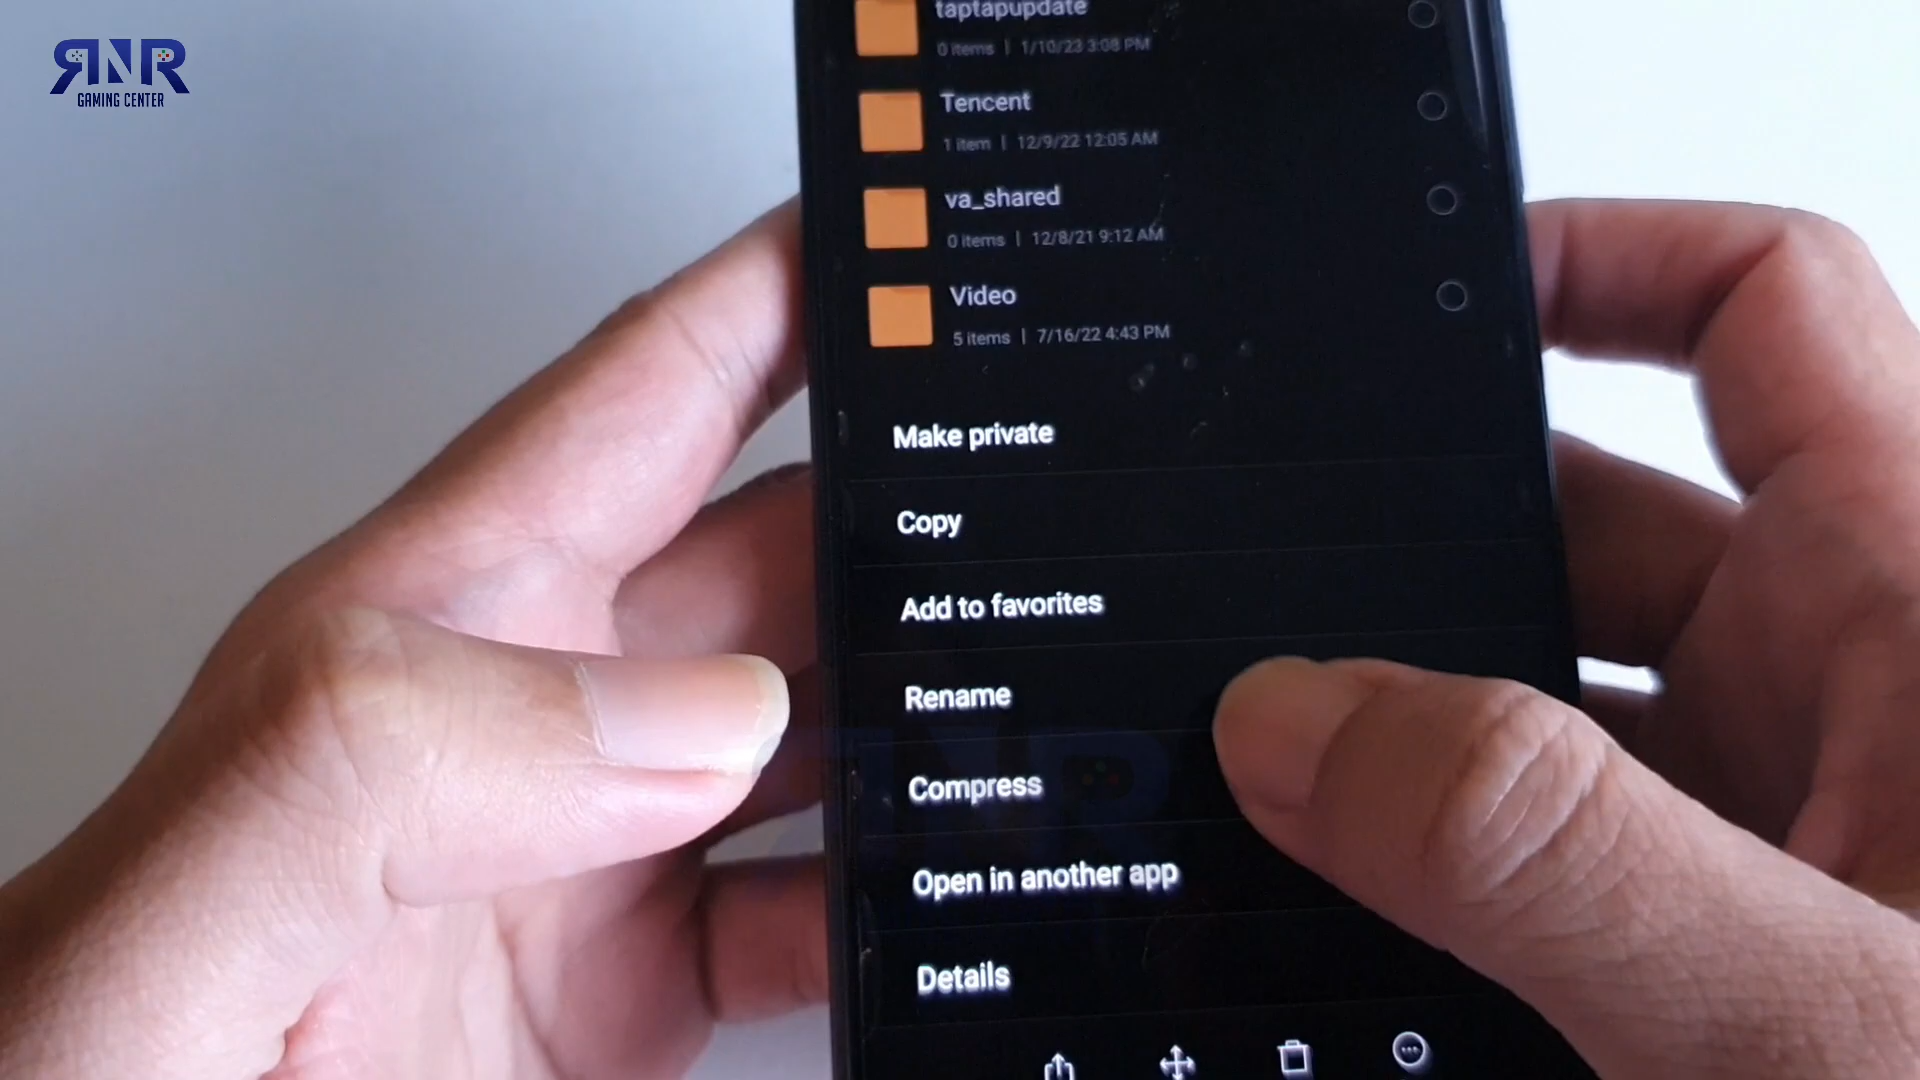 RNR
GAMING CENTER
taptapupdate
0 items | 1/10/23 3:08 PM
Tencent
1 item | 12/9/22 12:05 AM
va_shared
0 items | 12/8/21 9:12 AM
Video
5 items | 7/16/22 4:43 PM
Make private
Copy
Add to favorites
Rename
Compress
Open in another app
Details